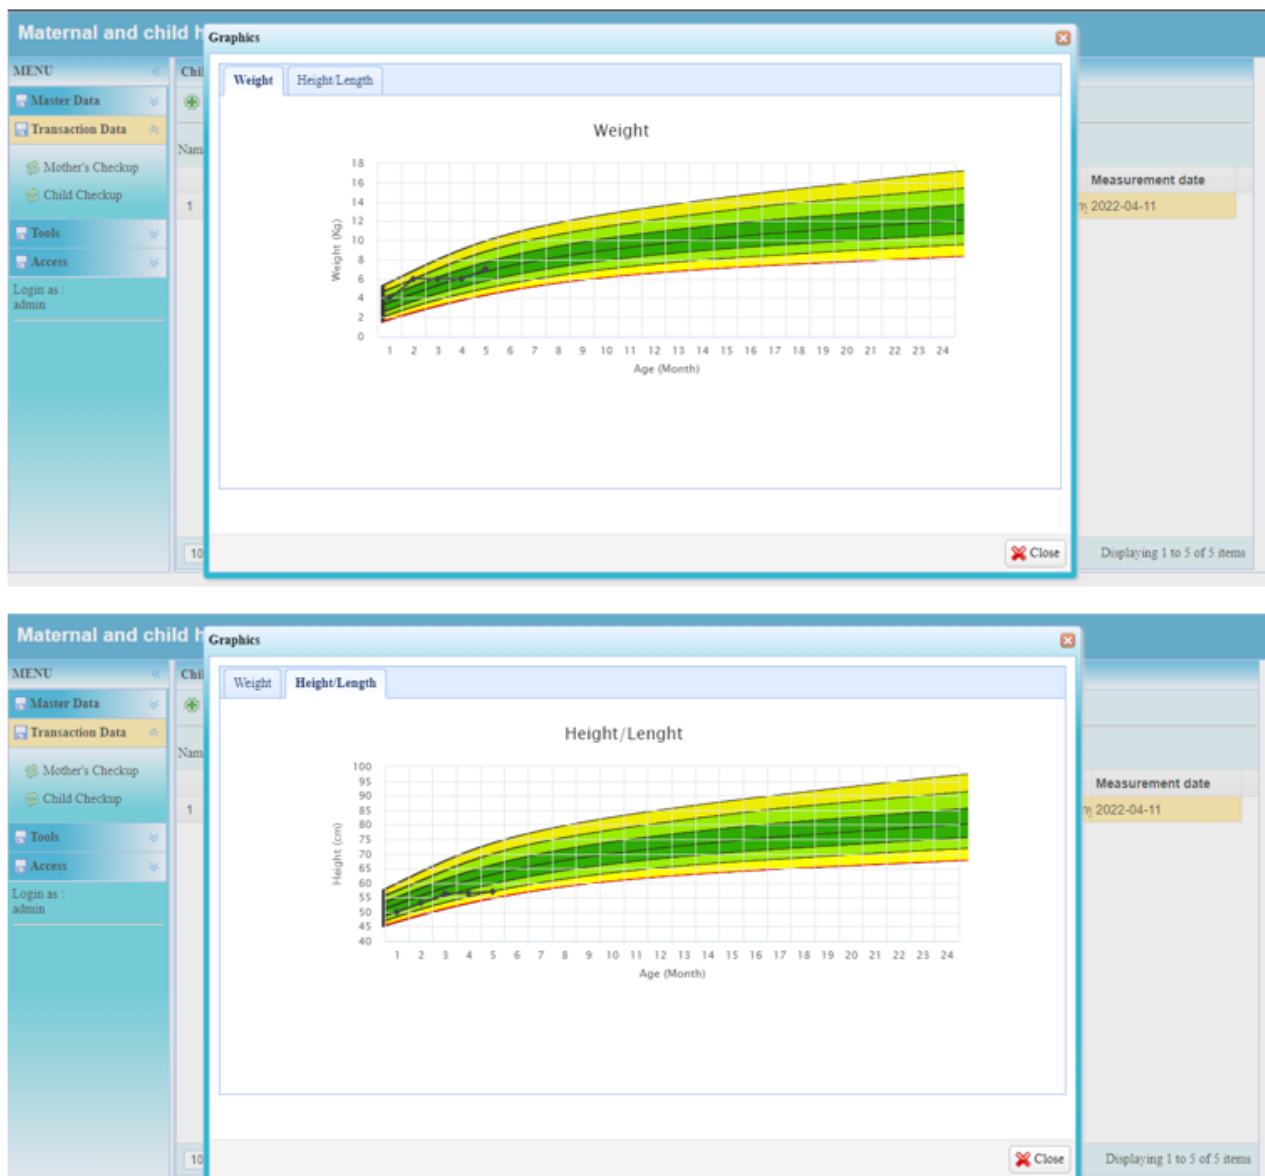 Maternal and child h
Graphics
MENU
Chil
Weight
Height/Length
Master Data
Transaction Data
Weight
Nam
Mother's Checkup
Child Checkup
Measurement date
1
2022-04-11
Tools
Access
Login as :
admin
Weight (Kg)
18
16
14
12
10
8
6
4
2
0
1 2 3 4 5 6 7 8 9 10 11 12 13 14 15 16 17 18 19 20 21 22 23 24
Age (Month)
10
Close
Displaying 1 to 5 of 5 items
Maternal and child h
Graphics
MENU
Chil
Weight
Height/Length
Master Data
Transaction Data
Height/Lenght
Nam
Mother's Checkup
Child Checkup
Measurement date
1
2022-04-11
Tools
Access
Login as :
admin
Height (cm)
100
95
90
85
80
75
70
65
60
55
50
45
40
1 2 3 4 5 6 7 8 9 10 11 12 13 14 15 16 17 18 19 20 21 22 23 24
Age (Month)
10
Close
Displaying 1 to 5 of 5 items